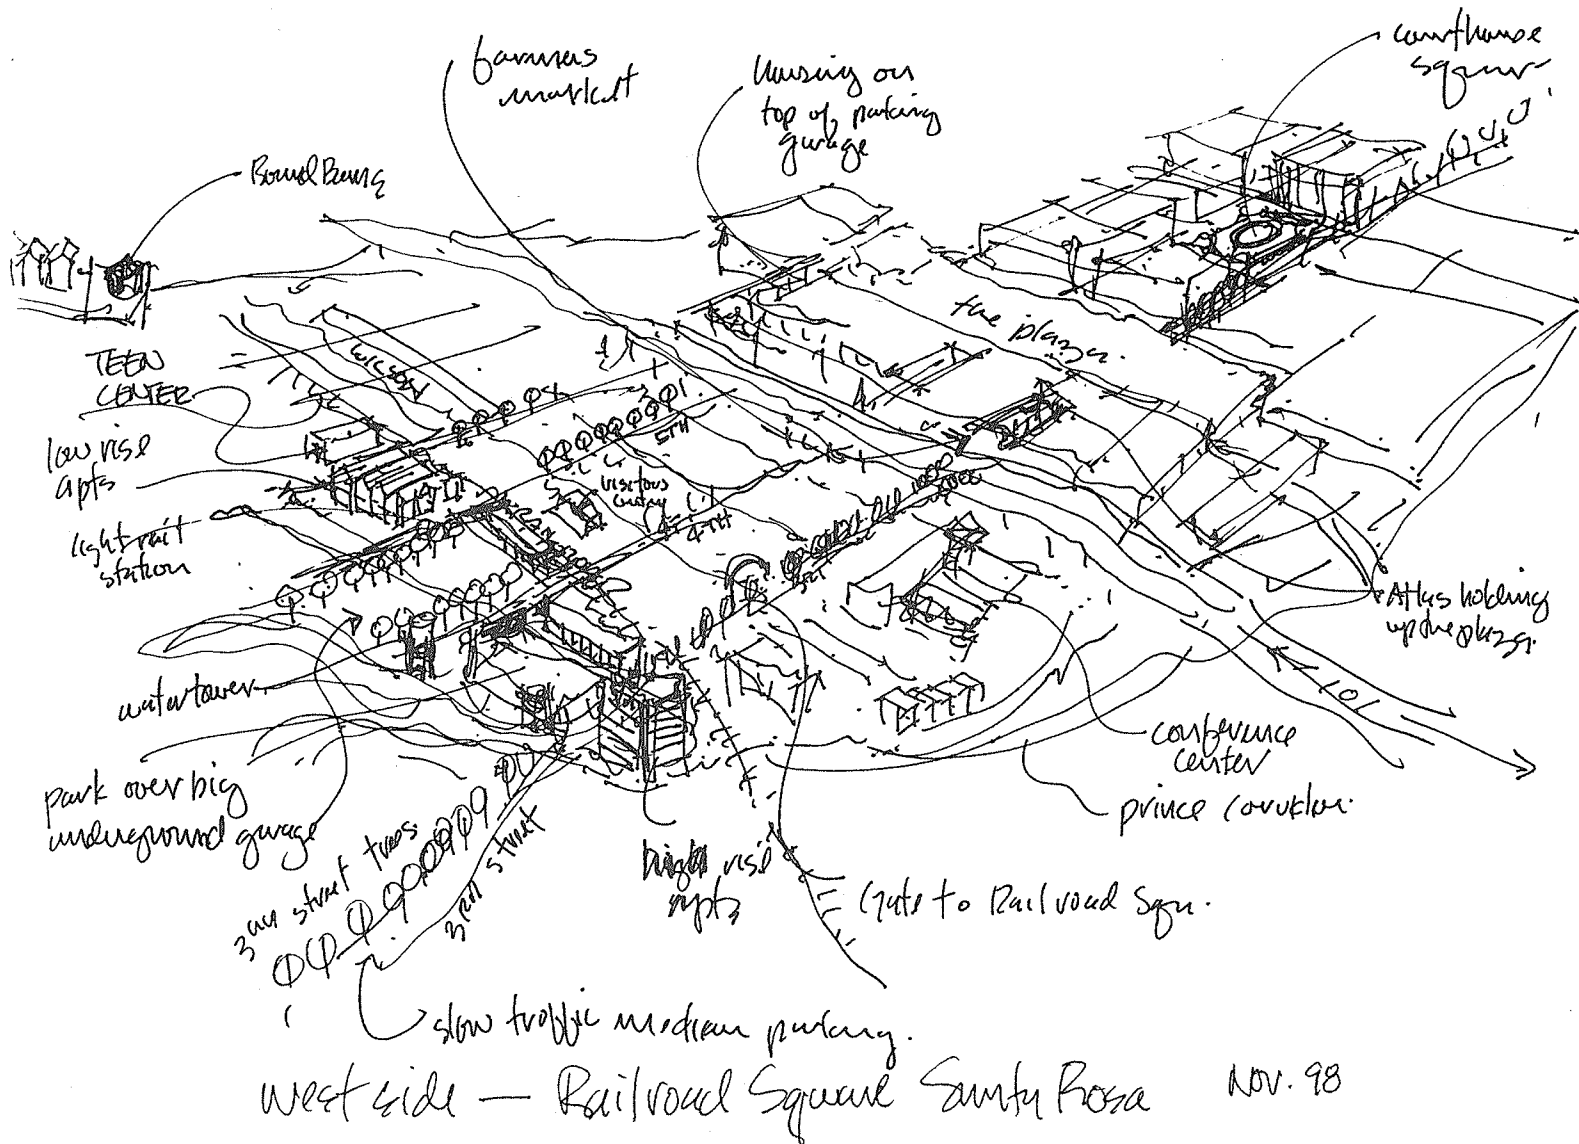 farmers
market
Housing on
top of parking
garage
courthouse
square
Round Barn
TEEN
CENTER
low rise
apts
light rail
station
WILSON
5TH
visitors
4TH
the plaza
Atlas holding
up the plaza.
101
water tower
conference
center
prince
park over big
underground garage
3RD street trees
3RD street
high rise
apts
Gate to Railroad Sqr.
slow traffic median parking.
West side — Railroad Square Santa Rosa
Nov. 98